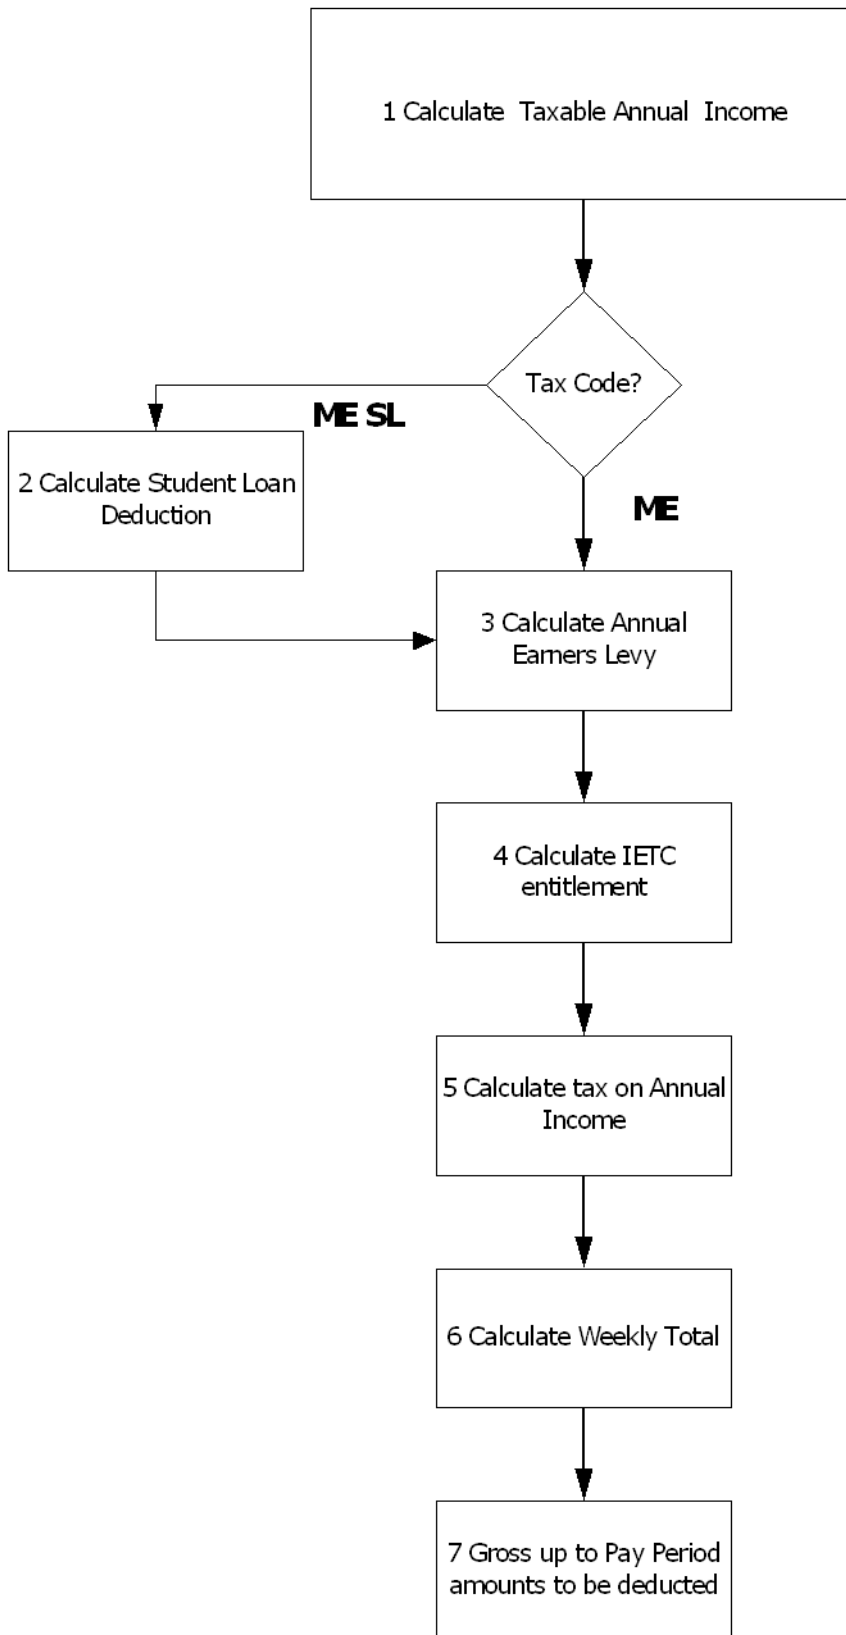 1 Calculate Taxable Annual Income
Tax Code?
ME SL
2 Calculate Student Loan
Deduction
ME
3 Calculate Annual
Earners Levy
4 Calculate IETC
entitlement
5 Calculate tax on Annual
Income
6 Calculate Weekly Total
7 Gross up to Pay Period
amounts to be deducted